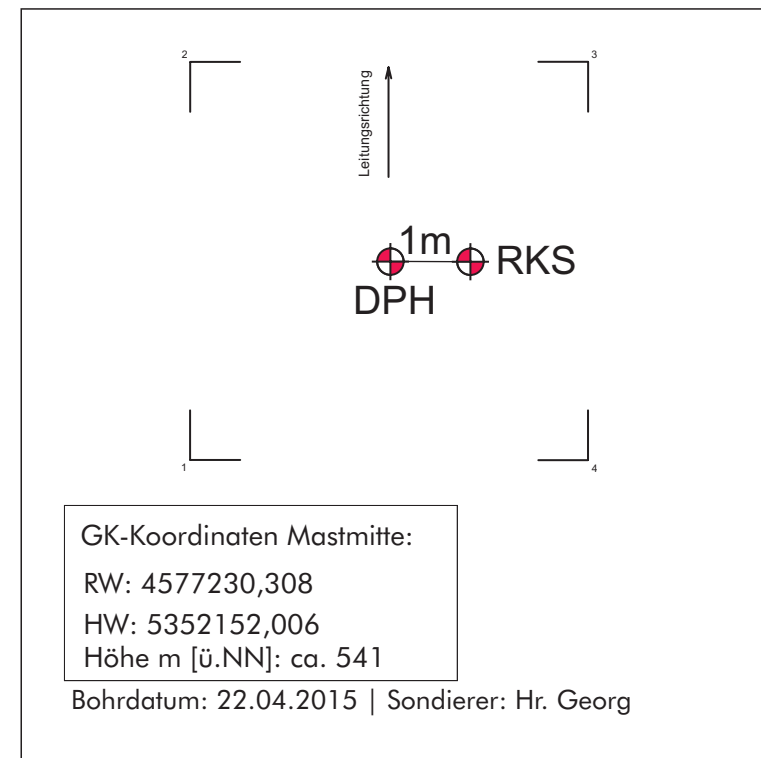 2
3
Leitungsrichtung
1m
RKS
DPH
1
4
GK-Koordinaten Mastmitte:
RW: 4577230,308
HW: 5352152,006
Höhe m [ü.NN]: ca. 541
Bohrdatum: 22.04.2015 | Sondierer: Hr. Georg